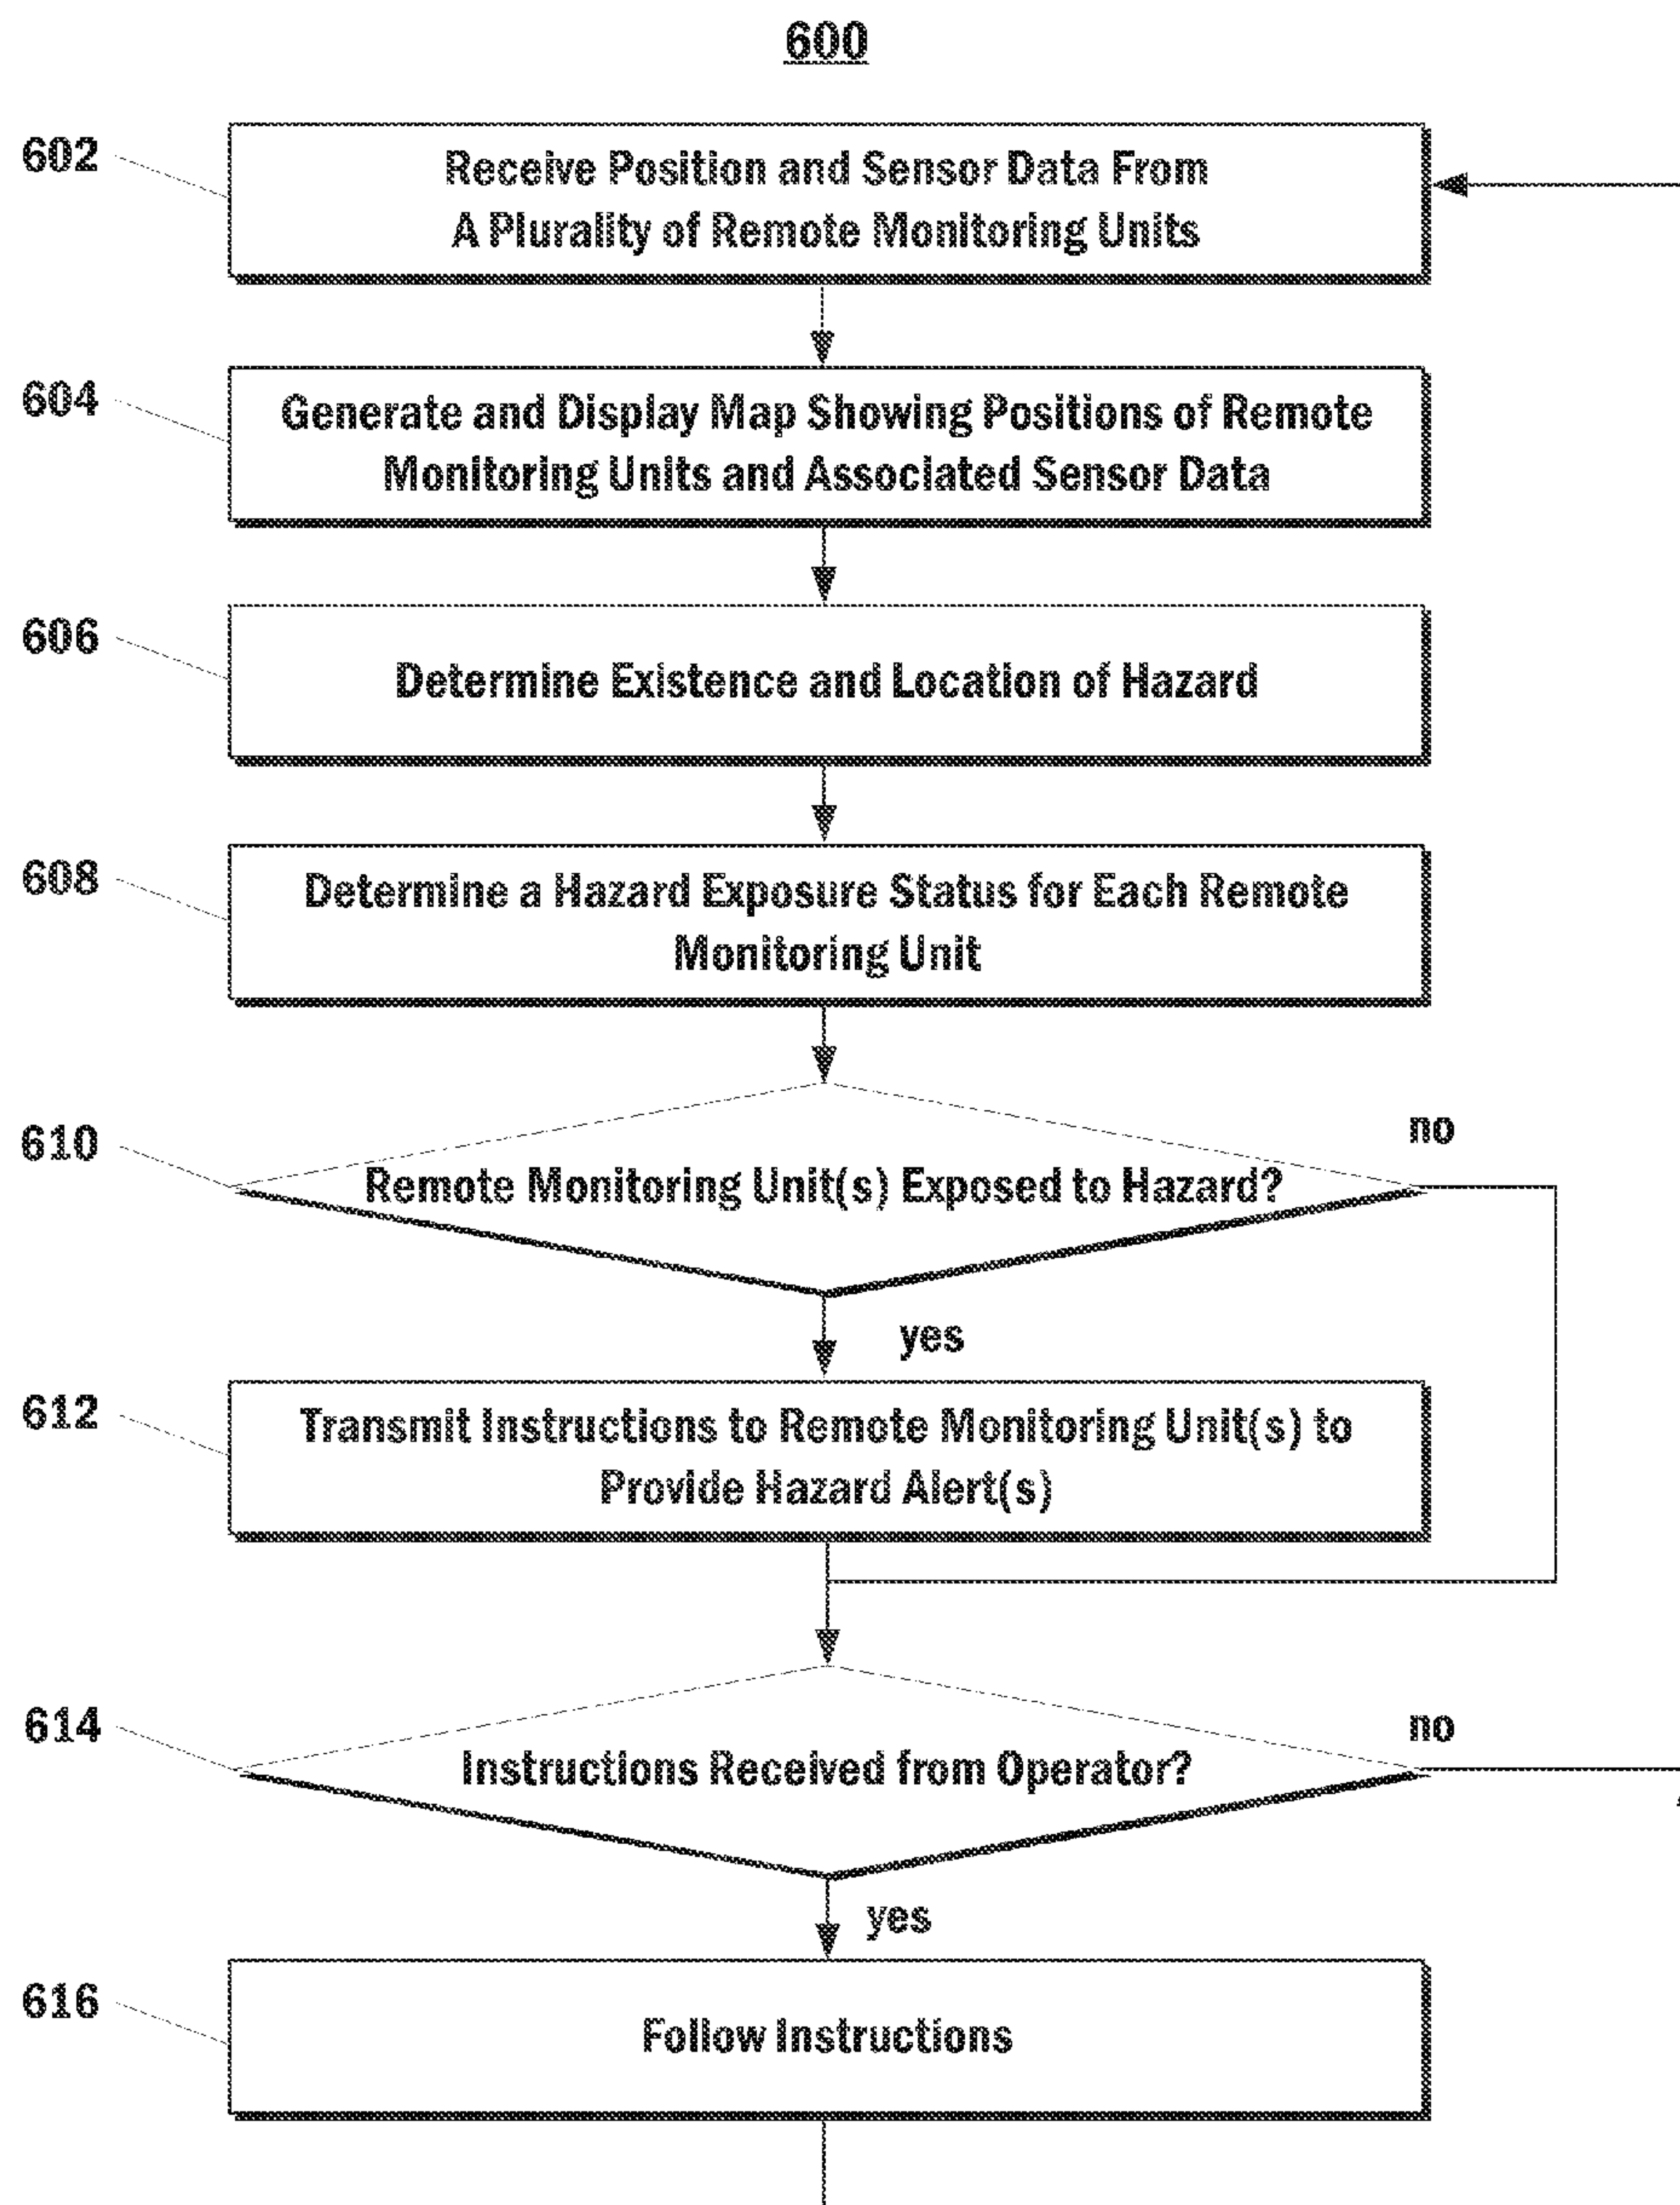 600
602
Receive Position and Sensor Data From
A Plurality of Remote Monitoring Units
604
Generate and Display Map Showing Positions of Remote
Monitoring Units and Associated Sensor Data
606
Determine Existence and Location of Hazard
608
Determine a Hazard Exposure Status for Each Remote
Monitoring Unit
610
Remote Monitoring Unit(s) Exposed to Hazard?
no
yes
612
Transmit Instructions to Remote Monitoring Unit(s) to
Provide Hazard Alert(s)
614
Instructions Received from Operator?
no
yes
616
Follow Instructions